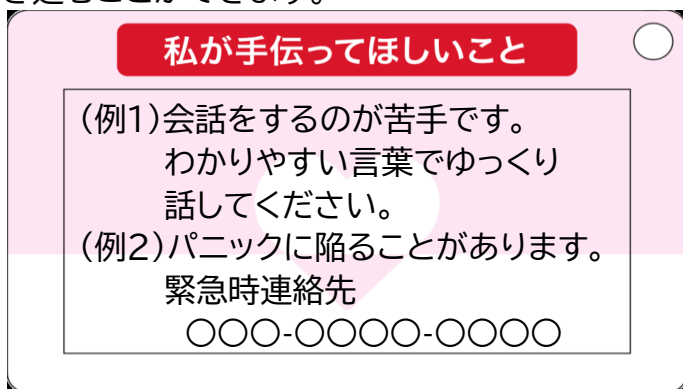 私が手伝ってほしいこと
（例1）会話をするのが苦手です。
わかりやすい言葉でゆっくり
話してください。
（例2）パニックに陥ることがあります。
緊急時連絡先
○○○-○○○○-○○○○